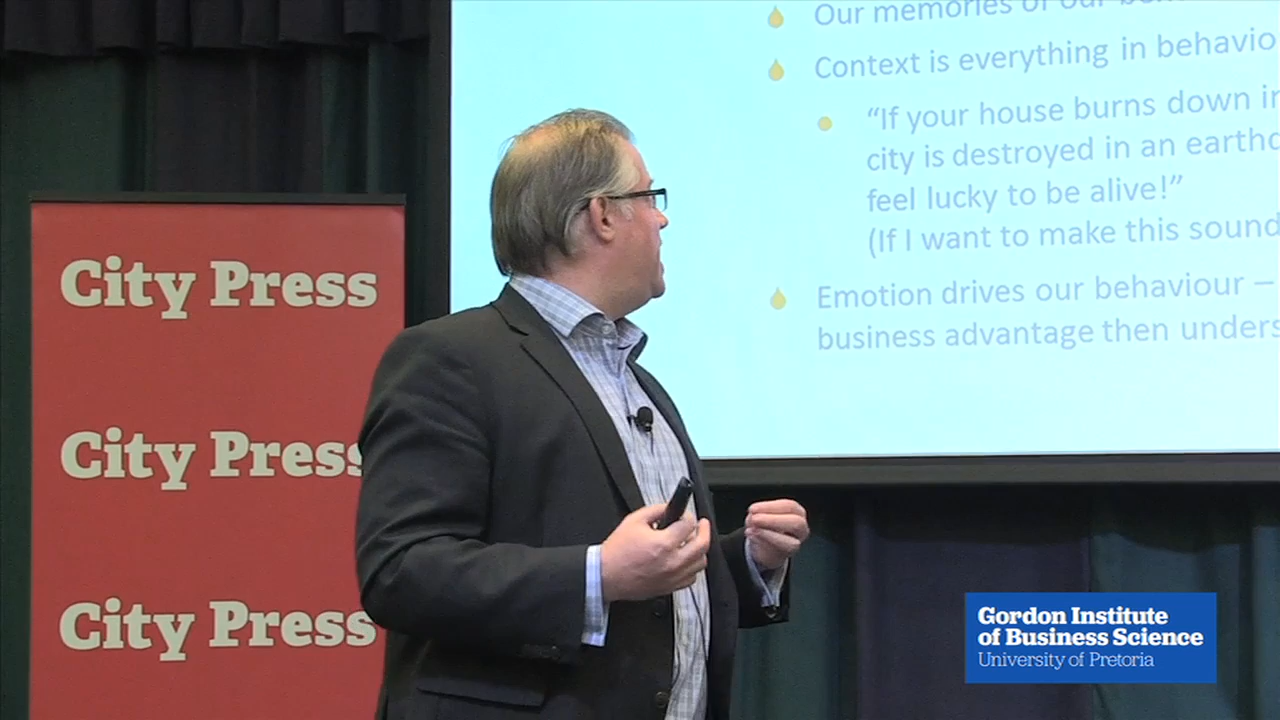 Our memories of our
Context is everything in behavio
“If your house burns down in
city is destroyed in an earthq
feel lucky to be alive!”
(If I want to make this sound
Emotion drives our behaviour –
business advantage then unders
City Press
City Press
City Press
Gordon Institute
of Business Science
University of Pretoria